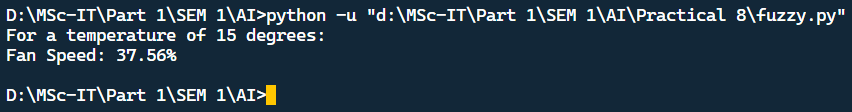 D:\MSc-IT\Part 1\SEM 1\AI>python -u "d:\MSc-IT\Part 1\SEM 1\AI\Practical 8\fuzzy.py"
For a temperature of 15 degrees:
Fan Speed: 37.56%
D:\MSc-IT\Part 1\SEM 1\AI>